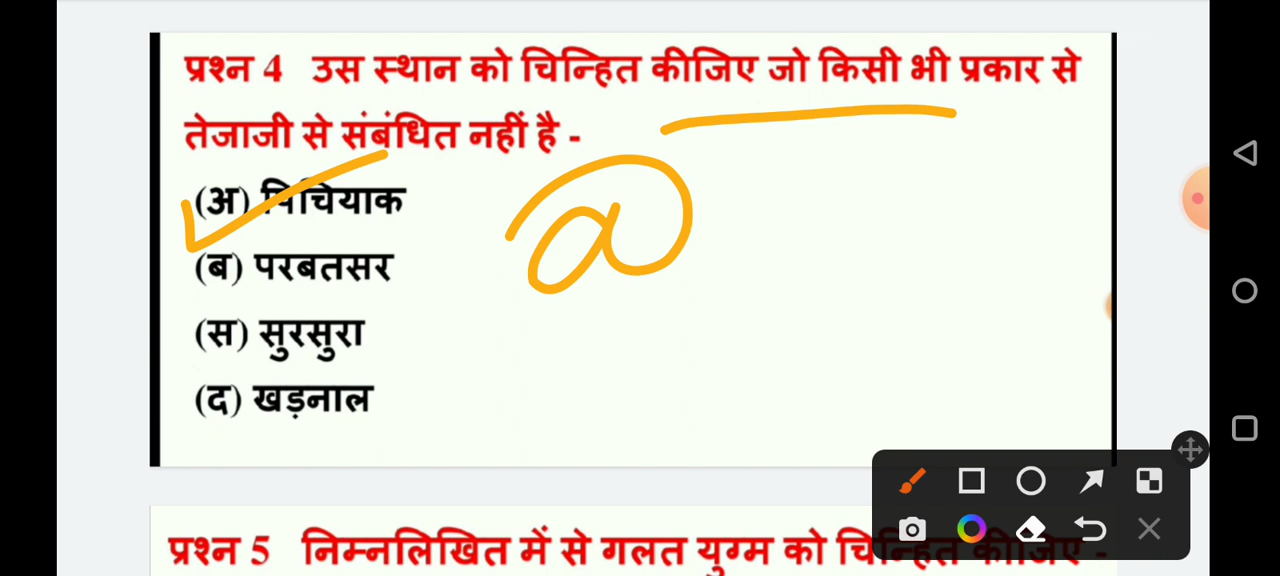 प्रश्न 4 उस स्थान को चिन्हित कीजिए जो किसी भी प्रकार से
तेजाजी से संबंधित नहीं है -
(अ) पिचियाक
a
(ब) परबतसर
(स) सुरसुरा
(द) खड़नाल
प्रश्न 5 निम्नलिखित में से गलत युग्म को चिन्हित कीजिए -